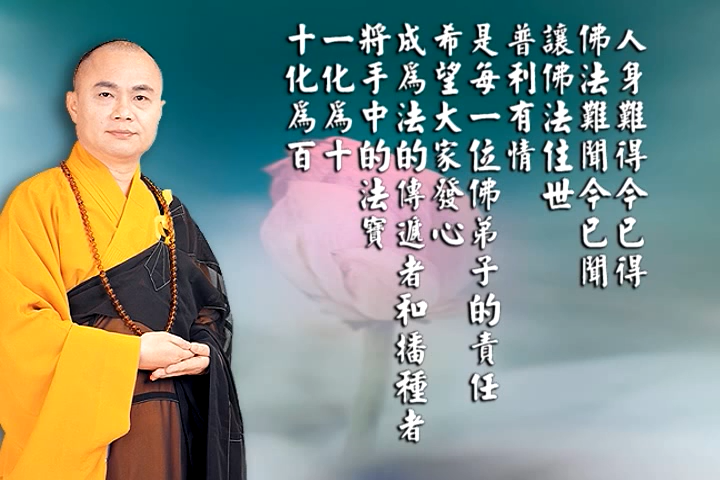 人身難得今已得
佛法難聞今已聞
讓佛法住世
普利有情
是每一位佛弟子的責任
希望大家發心
成爲法的傳遞者和播種者
將手中的法寶
一化爲十
十化爲百